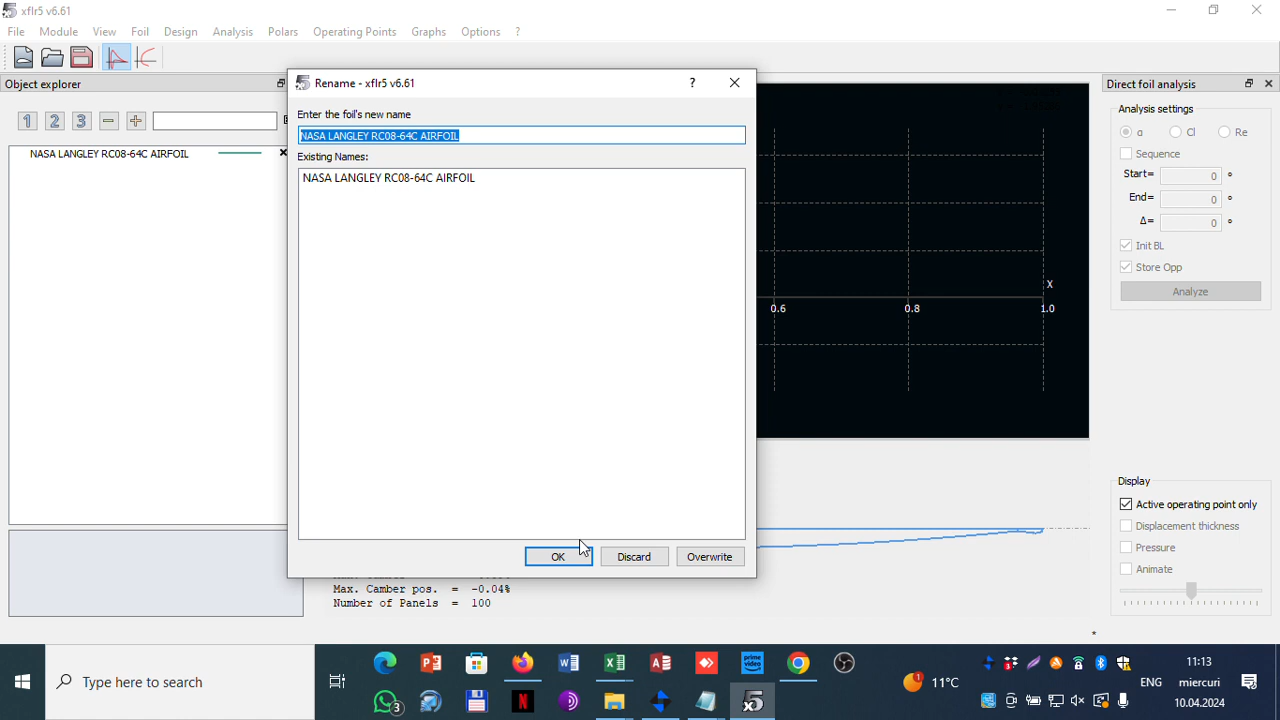 xflr5 v6.61
File Module View Foil Design Analysis Polars Operating Points Graphs Options ?
Object explorer
1 2 3
NASA LANGLEY RC08-64C AIRFOIL
Rename - xflr5 v6.61
?
Enter the foil's new name
NASA LANGLEY RC08-64C AIRFOIL
Existing Names:
NASA LANGLEY RC08-64C AIRFOIL
OK Discard Overwrite
X
0.6 0.8 1.0
Max. Camber pos. = -0.04%
Number of Panels = 100
Direct foil analysis
Analysis settings
α Cl Re
Sequence
Start= 0 °
End= 0 °
Δ= 0 °
Init BL
Store Opp
Analyze
Display
Active operating point only
Displacement thickness
Pressure
Animate
*
Type here to search
3
1
11°C
ENG
11:13
miercuri
10.04.2024